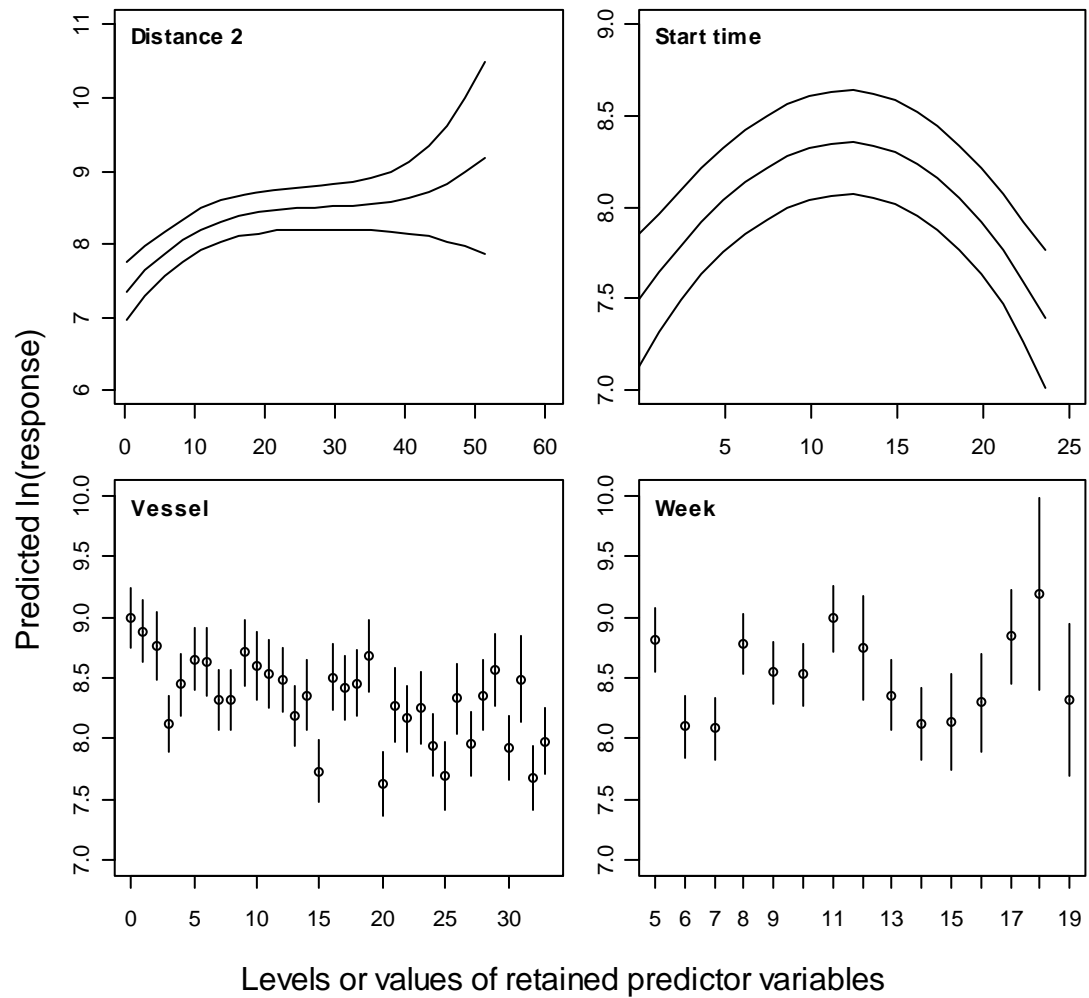 Predicted ln(response)
Distance 2
11
10
9
8
7
6
0 10 20 30 40 50 60
Start time
9.0
8.5
8.0
7.5
7.0
5 10 15 20 25
Vessel
10.0
9.5
9.0
8.5
8.0
7.5
7.0
0 5 10 15 20 25 30
Week
10.0
9.5
9.0
8.5
8.0
7.5
7.0
5 6 7 8 9 11 13 15 17 19
Levels or values of retained predictor variables